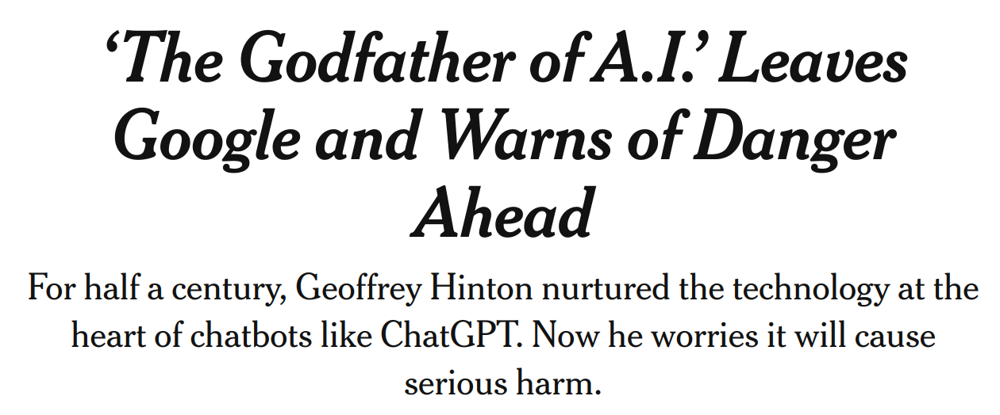 ‘The Godfather of A.I.’ Leaves
Google and Warns of Danger
Ahead
For half a century, Geoffrey Hinton nurtured the technology at the
heart of chatbots like ChatGPT. Now he worries it will cause
serious harm.